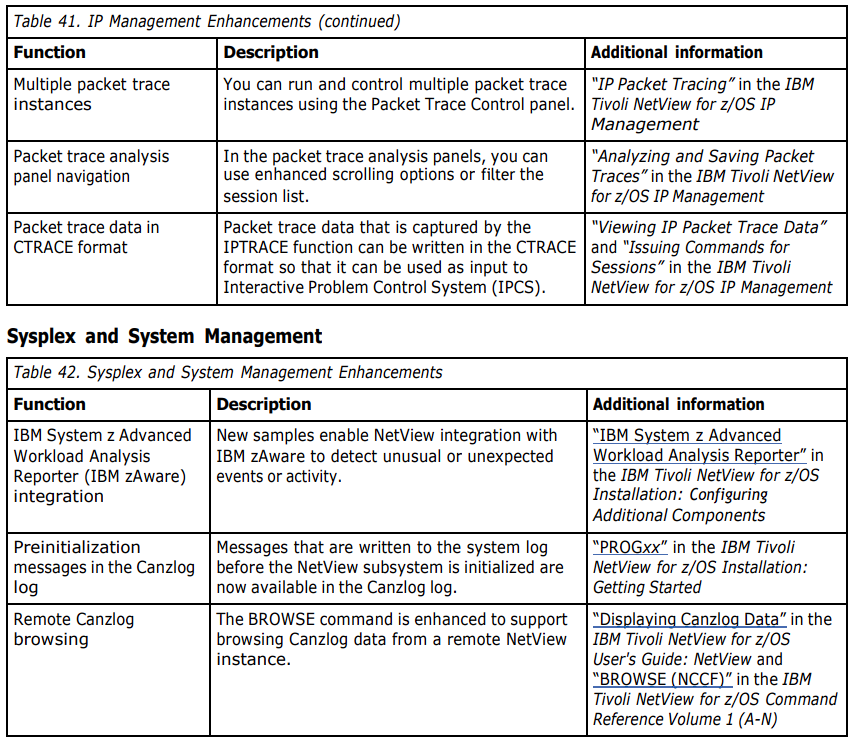 Table 41. IP Management Enhancements (continued)
Function
Description
Additional information
Multiple packet trace
instances
You can run and control multiple packet trace
instances using the Packet Trace Control panel.
“IP Packet Tracing” in the IBM
Tivoli NetView for z/OS IP
Management
Packet trace analysis
panel navigation
In the packet trace analysis panels, you can
use enhanced scrolling options or filter the
session list.
“Analyzing and Saving Packet
Traces” in the IBM Tivoli NetView
for z/OS IP Management
Packet trace data in
CTRACE format
Packet trace data that is captured by the
IPTRACE function can be written in the CTRACE
format so that it can be used as input to
Interactive Problem Control System (IPCS).
“Viewing IP Packet Trace Data”
and “Issuing Commands for
Sessions” in the IBM Tivoli
NetView for z/OS IP Management
Sysplex and System Management
Table 42. Sysplex and System Management Enhancements
Function
Description
Additional information
IBM System z Advanced
Workload Analysis
Reporter (IBM zAware)
integration
New samples enable NetView integration with
IBM zAware to detect unusual or unexpected
events or activity.
“IBM System z Advanced
Workload Analysis Reporter” in
the IBM Tivoli NetView for z/OS
Installation: Configuring
Additional Components
Preinitialization
messages in the Canzlog
log
Messages that are written to the system log
before the NetView subsystem is initialized are
now available in the Canzlog log.
“PROGxx” in the IBM Tivoli
NetView for z/OS Installation:
Getting Started
Remote Canzlog
browsing
The BROWSE command is enhanced to support
browsing Canzlog data from a remote NetView
instance.
“Displaying Canzlog Data” in the
IBM Tivoli NetView for z/OS
User's Guide: NetView and
“BROWSE (NCCF)” in the IBM
Tivoli NetView for z/OS Command
Reference Volume 1 (A-N)